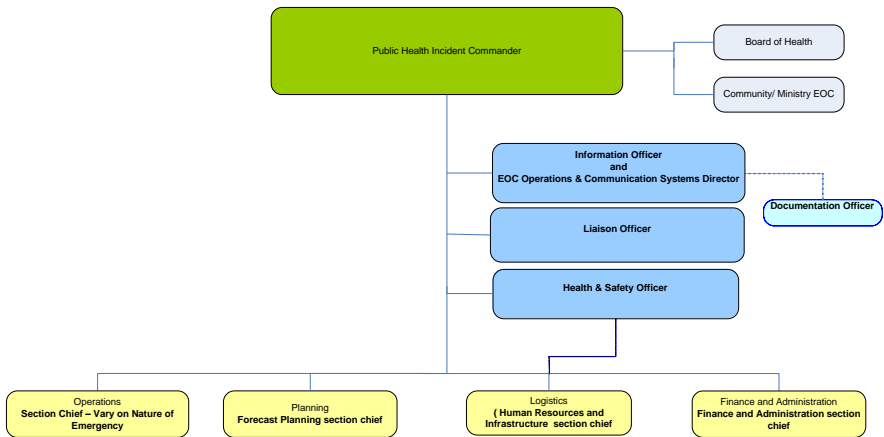 Public Health Incident Commander
Board of Health
Community/ Ministry EOC
Information Officer
and
EOC Operations & Communication Systems Director
Documentation Officer
Liaison Officer
Health & Safety Officer
Operations
Section Chief – Vary on Nature of
Emergency
Planning
Forecast Planning section chief
Logistics
( Human Resources and
Infrastructure section chief
Finance and Administration
Finance and Administration section
chief